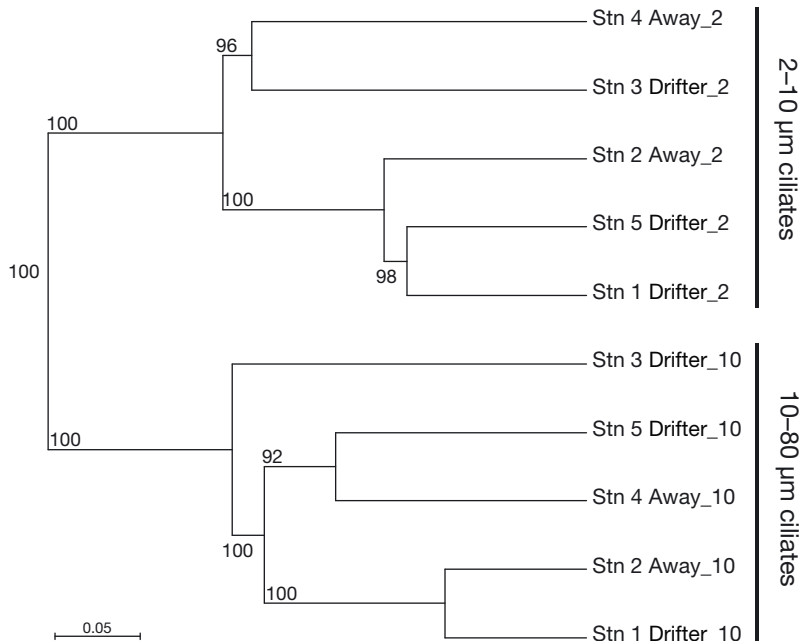 96
Stn 4 Away_2
Stn 3 Drifter_2
100
Stn 2 Away_2
100
Stn 5 Drifter_2
98
Stn 1 Drifter_2
2–10 µm ciliates
100
Stn 3 Drifter_10
100
Stn 5 Drifter_10
92
Stn 4 Away_10
100
Stn 2 Away_10
100
Stn 1 Drifter_10
10–80 µm ciliates
0.05